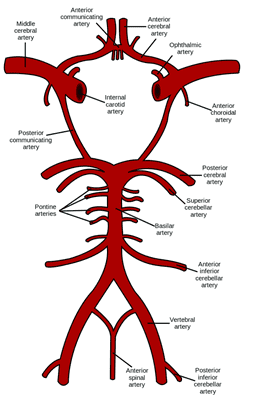 Anterior
communicating
artery
Anterior
cerebral
artery
Middle
cerebral
artery
Ophthalmic
artery
Internal
carotid
artery
Anterior
choroidal
artery
Posterior
communicating
artery
Posterior
cerebral
artery
Superior
cerebellar
artery
Pontine
arteries
Basilar
artery
Anterior
inferior
cerebellar
artery
Vertebral
artery
Anterior
spinal
artery
Posterior
inferior
cerebellar
artery